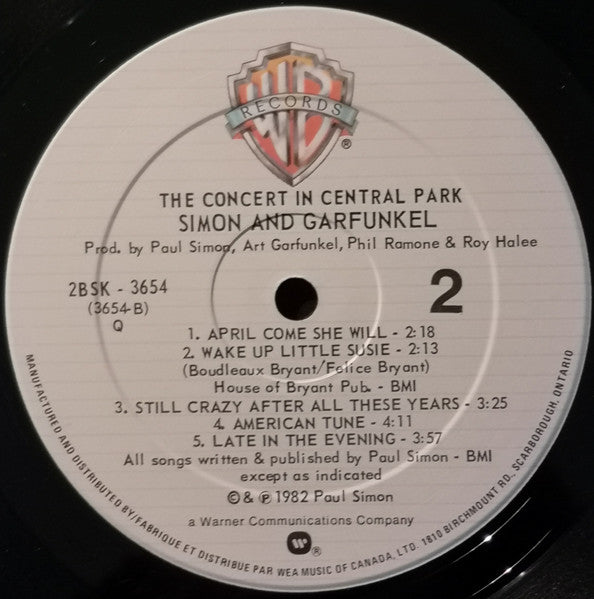 WB
RECORDS
®
THE CONCERT IN CENTRAL PARK
SIMON AND GARFUNKEL
Prod. by Paul Simon, Art Garfunkel, Phil Ramone & Roy Halee
2BSK - 3654
(3654-B)
Q
2
1. APRIL COME SHE WILL - 2:18
2. WAKE UP LITTLE SUSIE - 2:13
(Boudleaux Bryant/Felice Bryant)
House of Bryant Pub. - BMI
3. STILL CRAZY AFTER ALL THESE YEARS - 3:25
4. AMERICAN TUNE - 4:11
5. LATE IN THE EVENING - 3:57
All songs written & published by Paul Simon - BMI
except as indicated
© & ℗ 1982 Paul Simon
a Warner Communications Company
W ®
MANUFACTURED AND DISTRIBUTED BY/FABRIQUE ET DISTRIBUE PAR WEA MUSIC OF CANADA, LTD. 1810 BIRCHMOUNT RD., SCARBOROUGH, ONTARIO